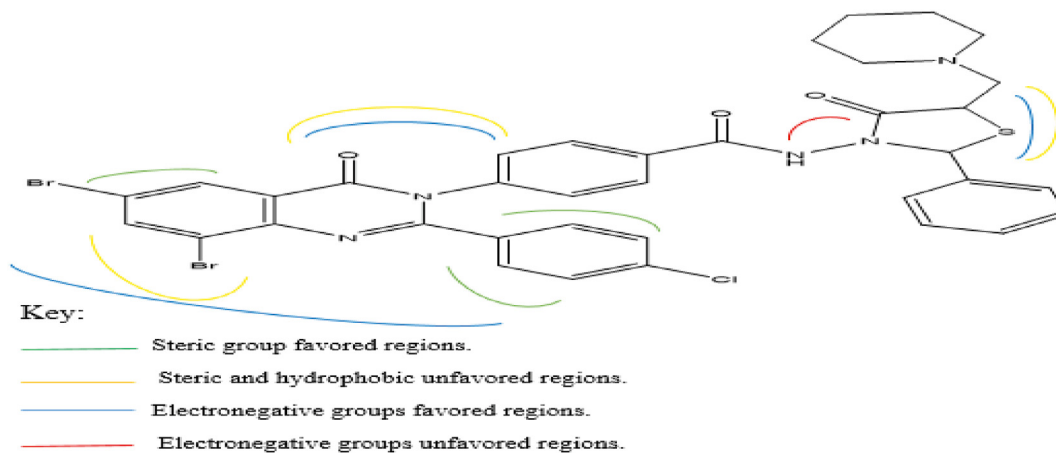 N
O
O
S
O
N
N
H
Br
O
N
N
Br
Cl
Key:
Steric group favored regions.
Steric and hydrophobic unfavored regions.
Electronegative groups favored regions.
Electronegative groups unfavored regions.